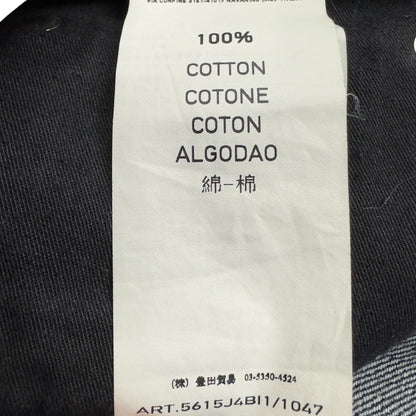 100%
COTTON
COTONE
COTON
ALGODAO
綿-棉
(株) 豊田貿易 03-5350-4524
ART.5615J4BI1/1047